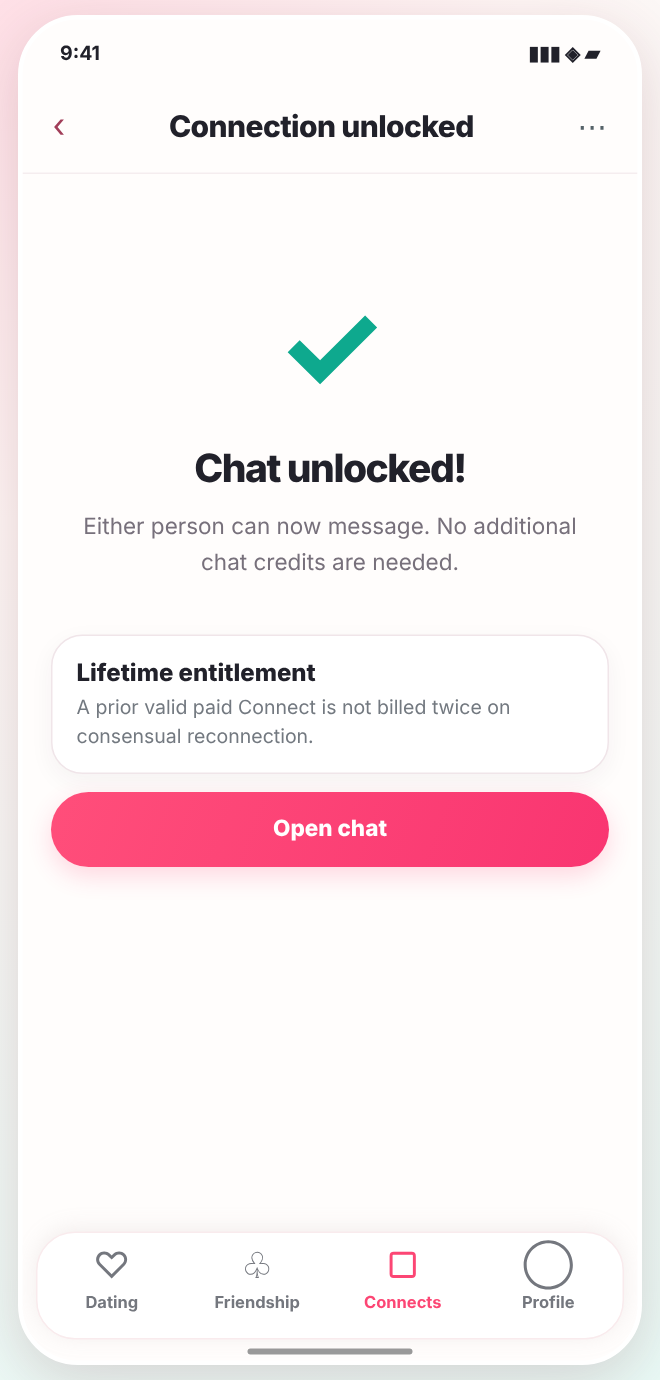 9:41
Connection unlocked
Chat unlocked!
Either person can now message. No additional
chat credits are needed.
Lifetime entitlement
A prior valid paid Connect is not billed twice on
consensual reconnection.
Open chat
Dating
Friendship
Connects
Profile